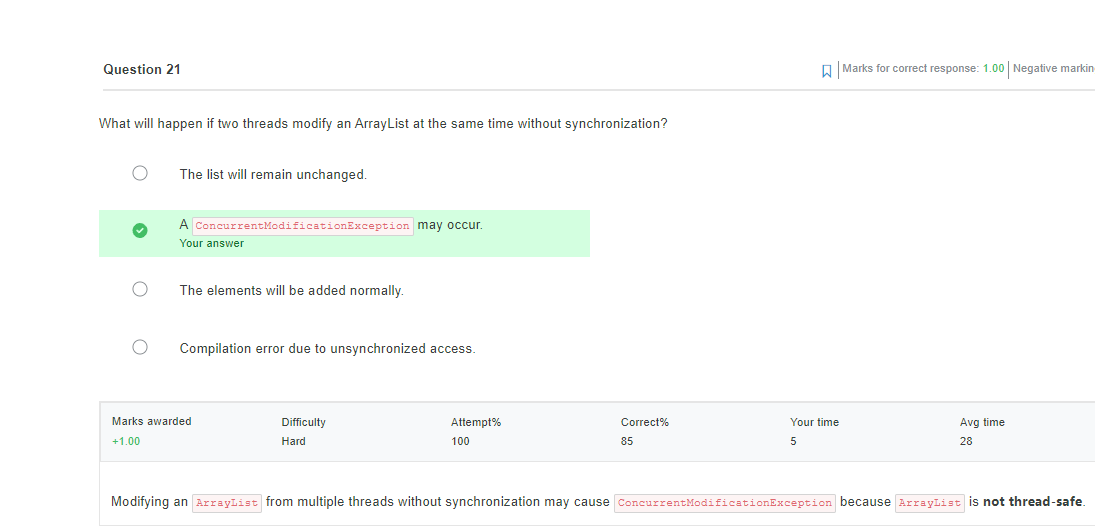 Question 21
Marks for correct response: 1.00 Negative
What will happen if two threads modify an ArrayList at the same time without synchronization?
The list will remain unchanged.
A ConcurrentModificationException may occur.
Your answer
The elements will be added normally.
Compilation error due to unsynchronized access.
Marks awarded Difficulty Attempt% Correct% Your time Avg time
+1.00 Hard 100 85 5 28
Modifying an ArrayList from multiple threads without synchronization may cause ConcurrentModificationException because ArrayList is not thread-safe.